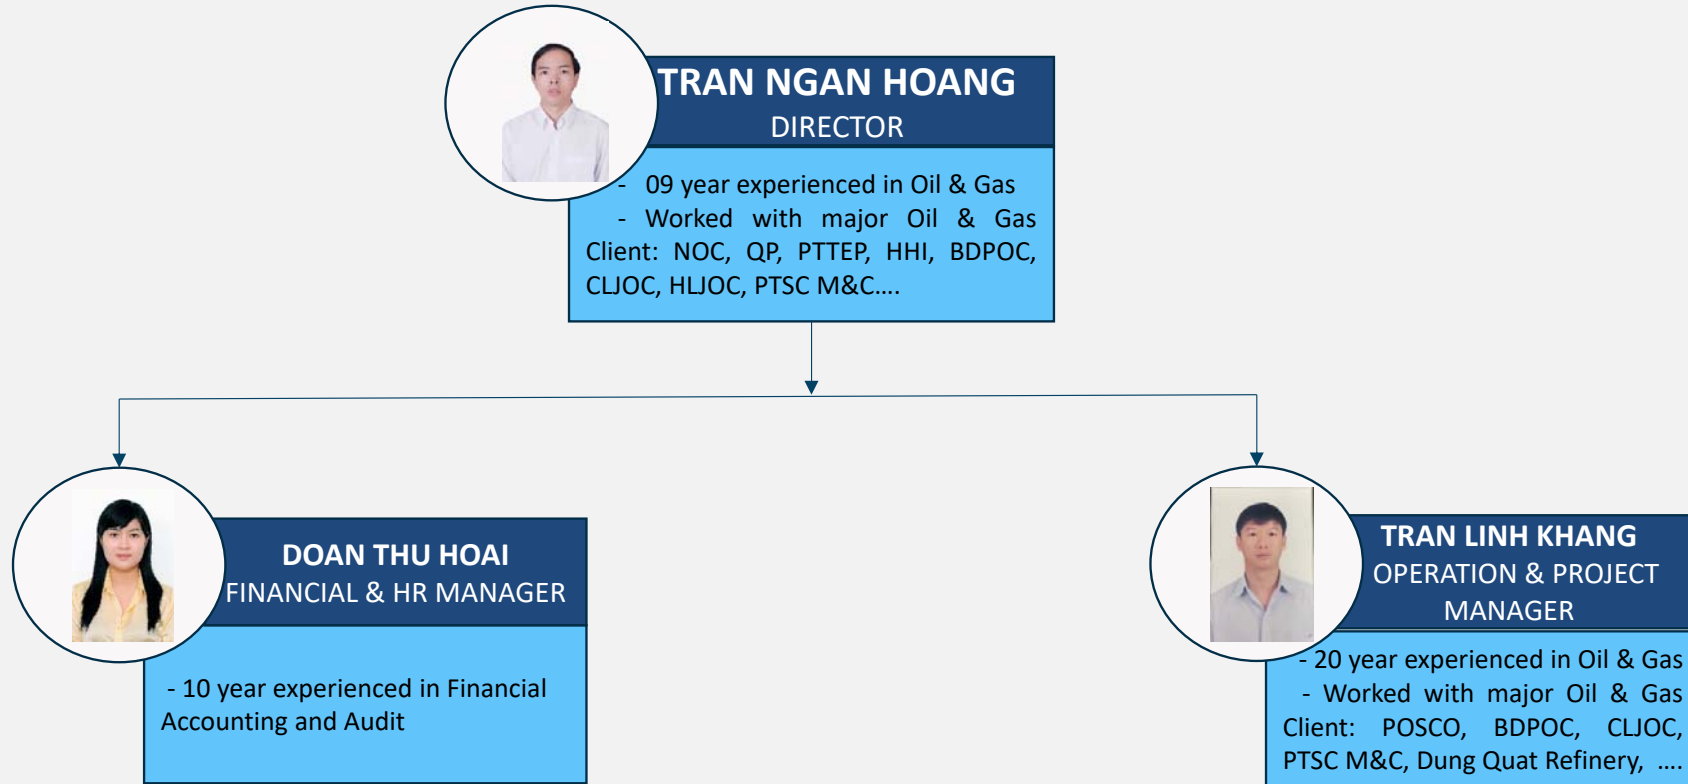 TRAN NGAN HOANG
DIRECTOR
- 09 year experienced in Oil & Gas
- Worked with major Oil & Gas
Client: NOC, QP, PTTEP, HHI, BDPOC,
CLJOC, HLJOC, PTSC M&C....
DOAN THU HOAI
FINANCIAL & HR MANAGER
- 10 year experienced in Financial
Accounting and Audit
TRAN LINH KHANG
OPERATION & PROJECT
MANAGER
- 20 year experienced in Oil & Gas
- Worked with major Oil & Gas
Client: POSCO, BDPOC, CLJOC,
PTSC M&C, Dung Quat Refinery, ....